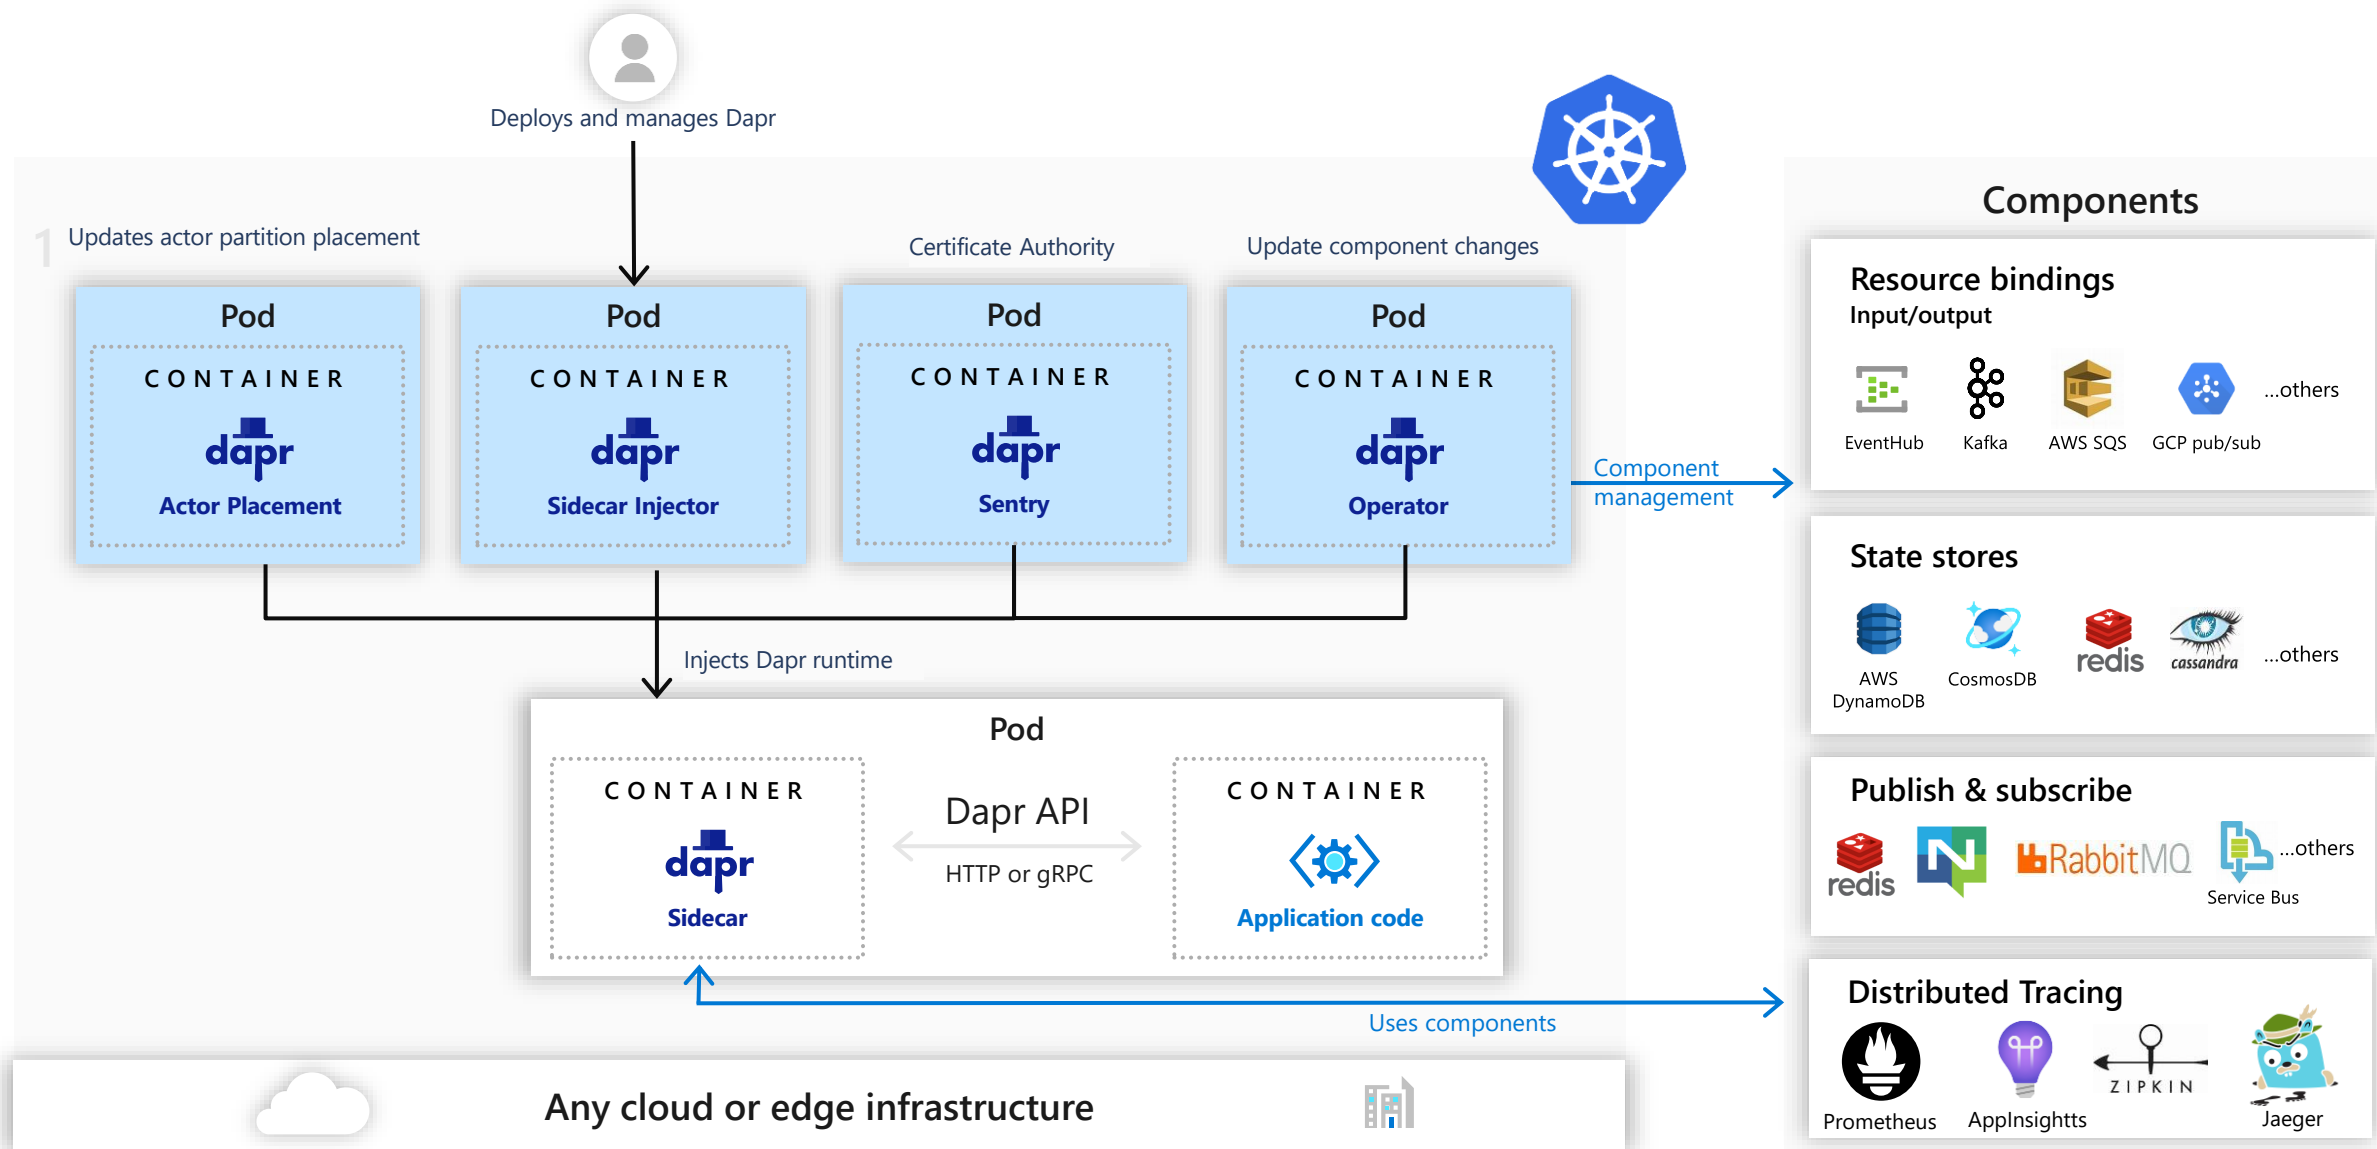 Deploys and manages Dapr
1
Updates actor partition placement
Certificate Authority
Update component changes
Pod
CONTAINER
dapr
Actor Placement
Pod
CONTAINER
dapr
Sidecar Injector
Pod
CONTAINER
dapr
Sentry
Pod
CONTAINER
dapr
Operator
Component
management
Injects Dapr runtime
Pod
CONTAINER
dapr
Sidecar
Dapr API
HTTP or gRPC
CONTAINER
Application code
Uses components
Any cloud or edge infrastructure
Components
Resource bindings
Input/output
EventHub
Kafka
AWS SQS
GCP pub/sub
...others
State stores
AWS
DynamoDB
CosmosDB
redis
cassandra
...others
Publish & subscribe
redis
N
RabbitMQ
Service Bus
...others
Distributed Tracing
Prometheus
AppInsightts
ZIPKIN
Jaeger